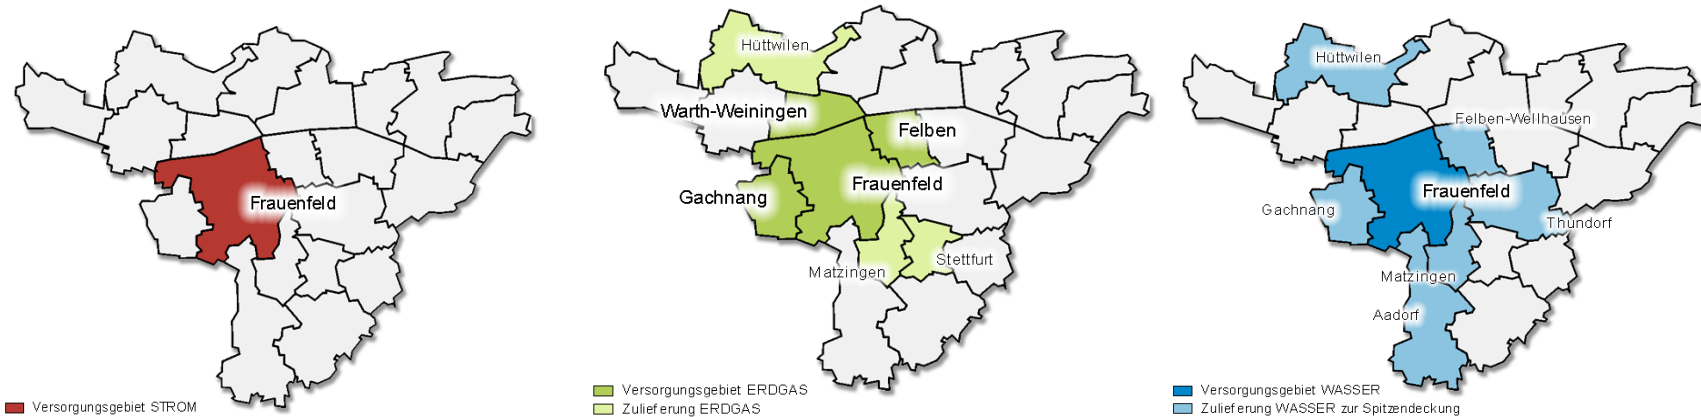 Frauenfeld
Versorgungsgebiet STROM
Hüttwilen
Warth-Weiningen
Felben
Frauenfeld
Gachnang
Matzingen
Stettfurt
Versorgungsgebiet ERDGAS
Zulieferung ERDGAS
Hüttwilen
Felben-Wellhausen
Frauenfeld
Gachnang
Thundorf
Matzingen
Aadorf
Versorgungsgebiet WASSER
Zulieferung WASSER zur Spitzendeckung